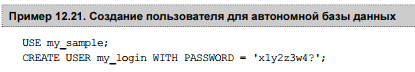 Пример 12.21. Создание пользователя для автономной базы данных
USE my_sample;
CREATE USER my_login WITH PASSWORD = 'x1y2z3w4?';